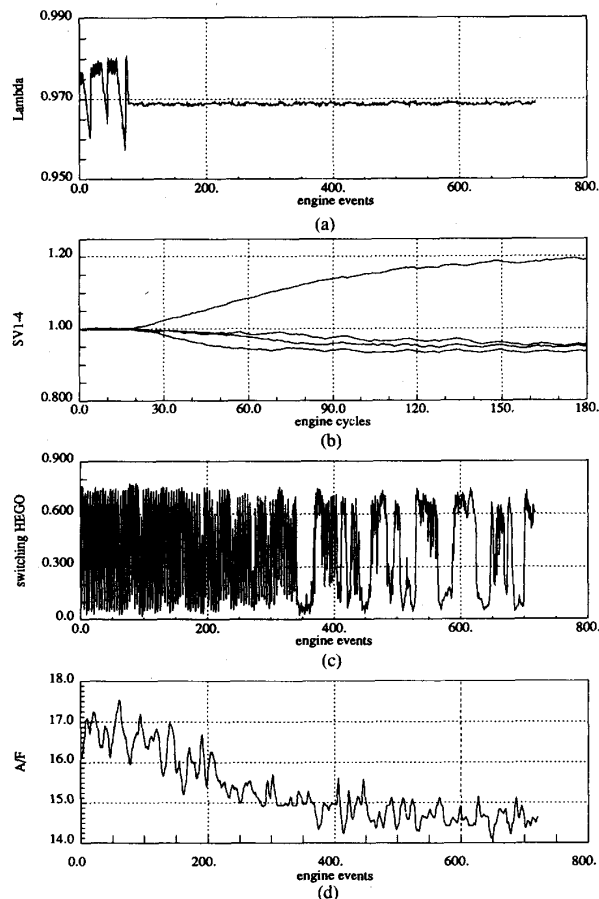 0.990
0.970
0.950
Lambda
0.0 200. 400. 600. 800.
engine events
(a)
1.20
1.00
0.800
SV1-4
0.0 30.0 60.0 90.0 120. 150. 180.
engine cycles
(b)
0.900
0.600
0.300
0.0
switching HEGO
0.0 200. 400. 600. 800.
engine events
(c)
18.0
17.0
16.0
15.0
14.0
A/F
0. 200. 400. 600. 800.
engine events
(d)